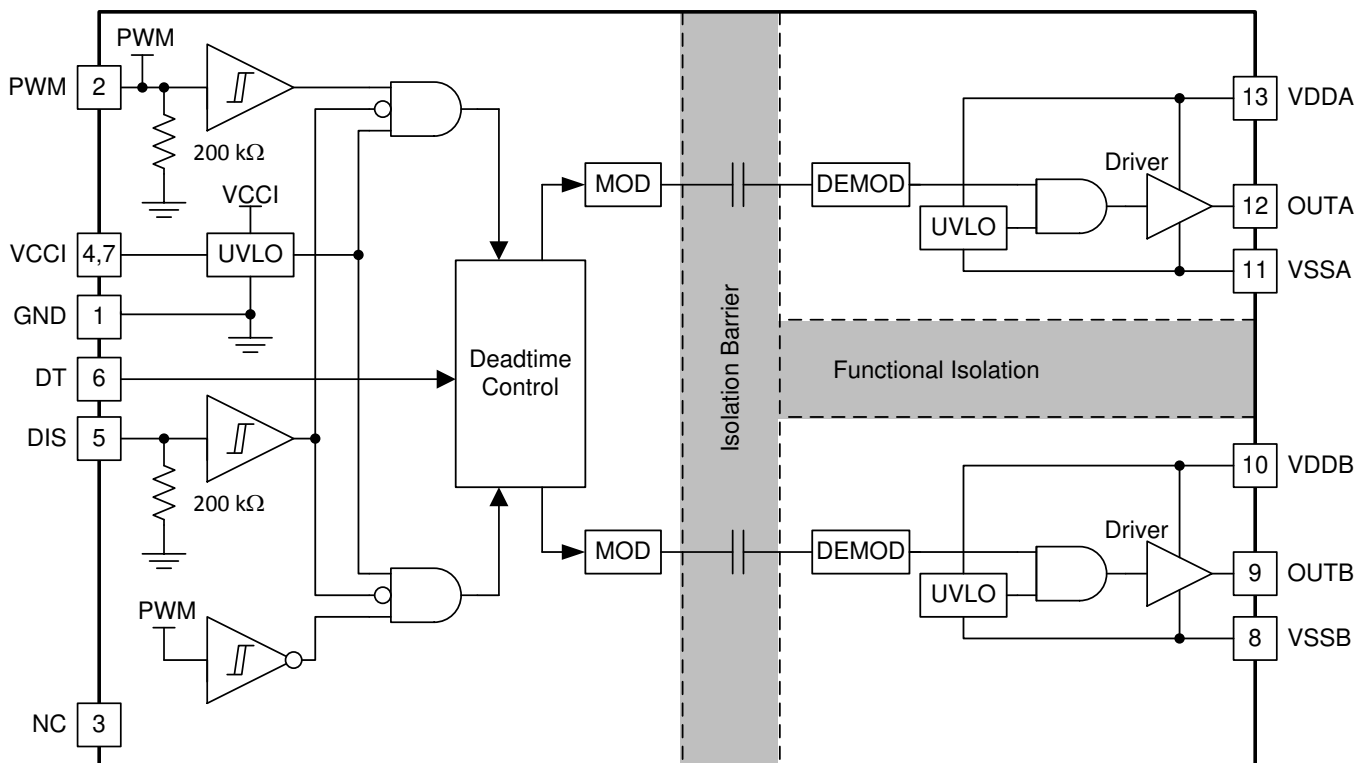 PWM
PWM 2
200 kΩ
VCCI
VCCI 4,7 UVLO
GND 1
DT 6
DIS 5
200 kΩ
PWM
NC 3
Deadtime
Control
MOD
MOD
Isolation Barrier
Functional Isolation
DEMOD
UVLO
Driver
13 VDDA
12 OUTA
11 VSSA
DEMOD
UVLO
Driver
10 VDDB
9 OUTB
8 VSSB